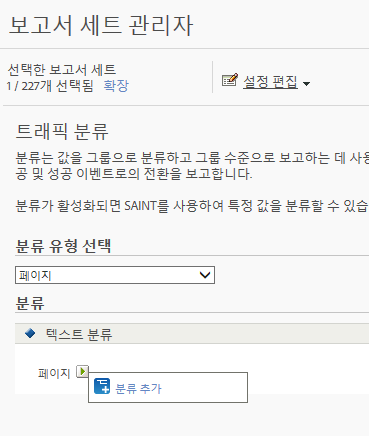 보고서 세트 관리자
선택한 보고서 세트
1 / 227개 선택됨 확장
설정 편집
트래픽 분류
분류는 값을 그룹으로 분류하고 그룹 수준으로 보고하는 데 사용
공 및 성공 이벤트로의 전환을 보고합니다.
분류가 활성화되면 SAINT를 사용하여 특정 값을 분류할 수 있습
분류 유형 선택
페이지
분류
텍스트 분류
페이지
분류 추가